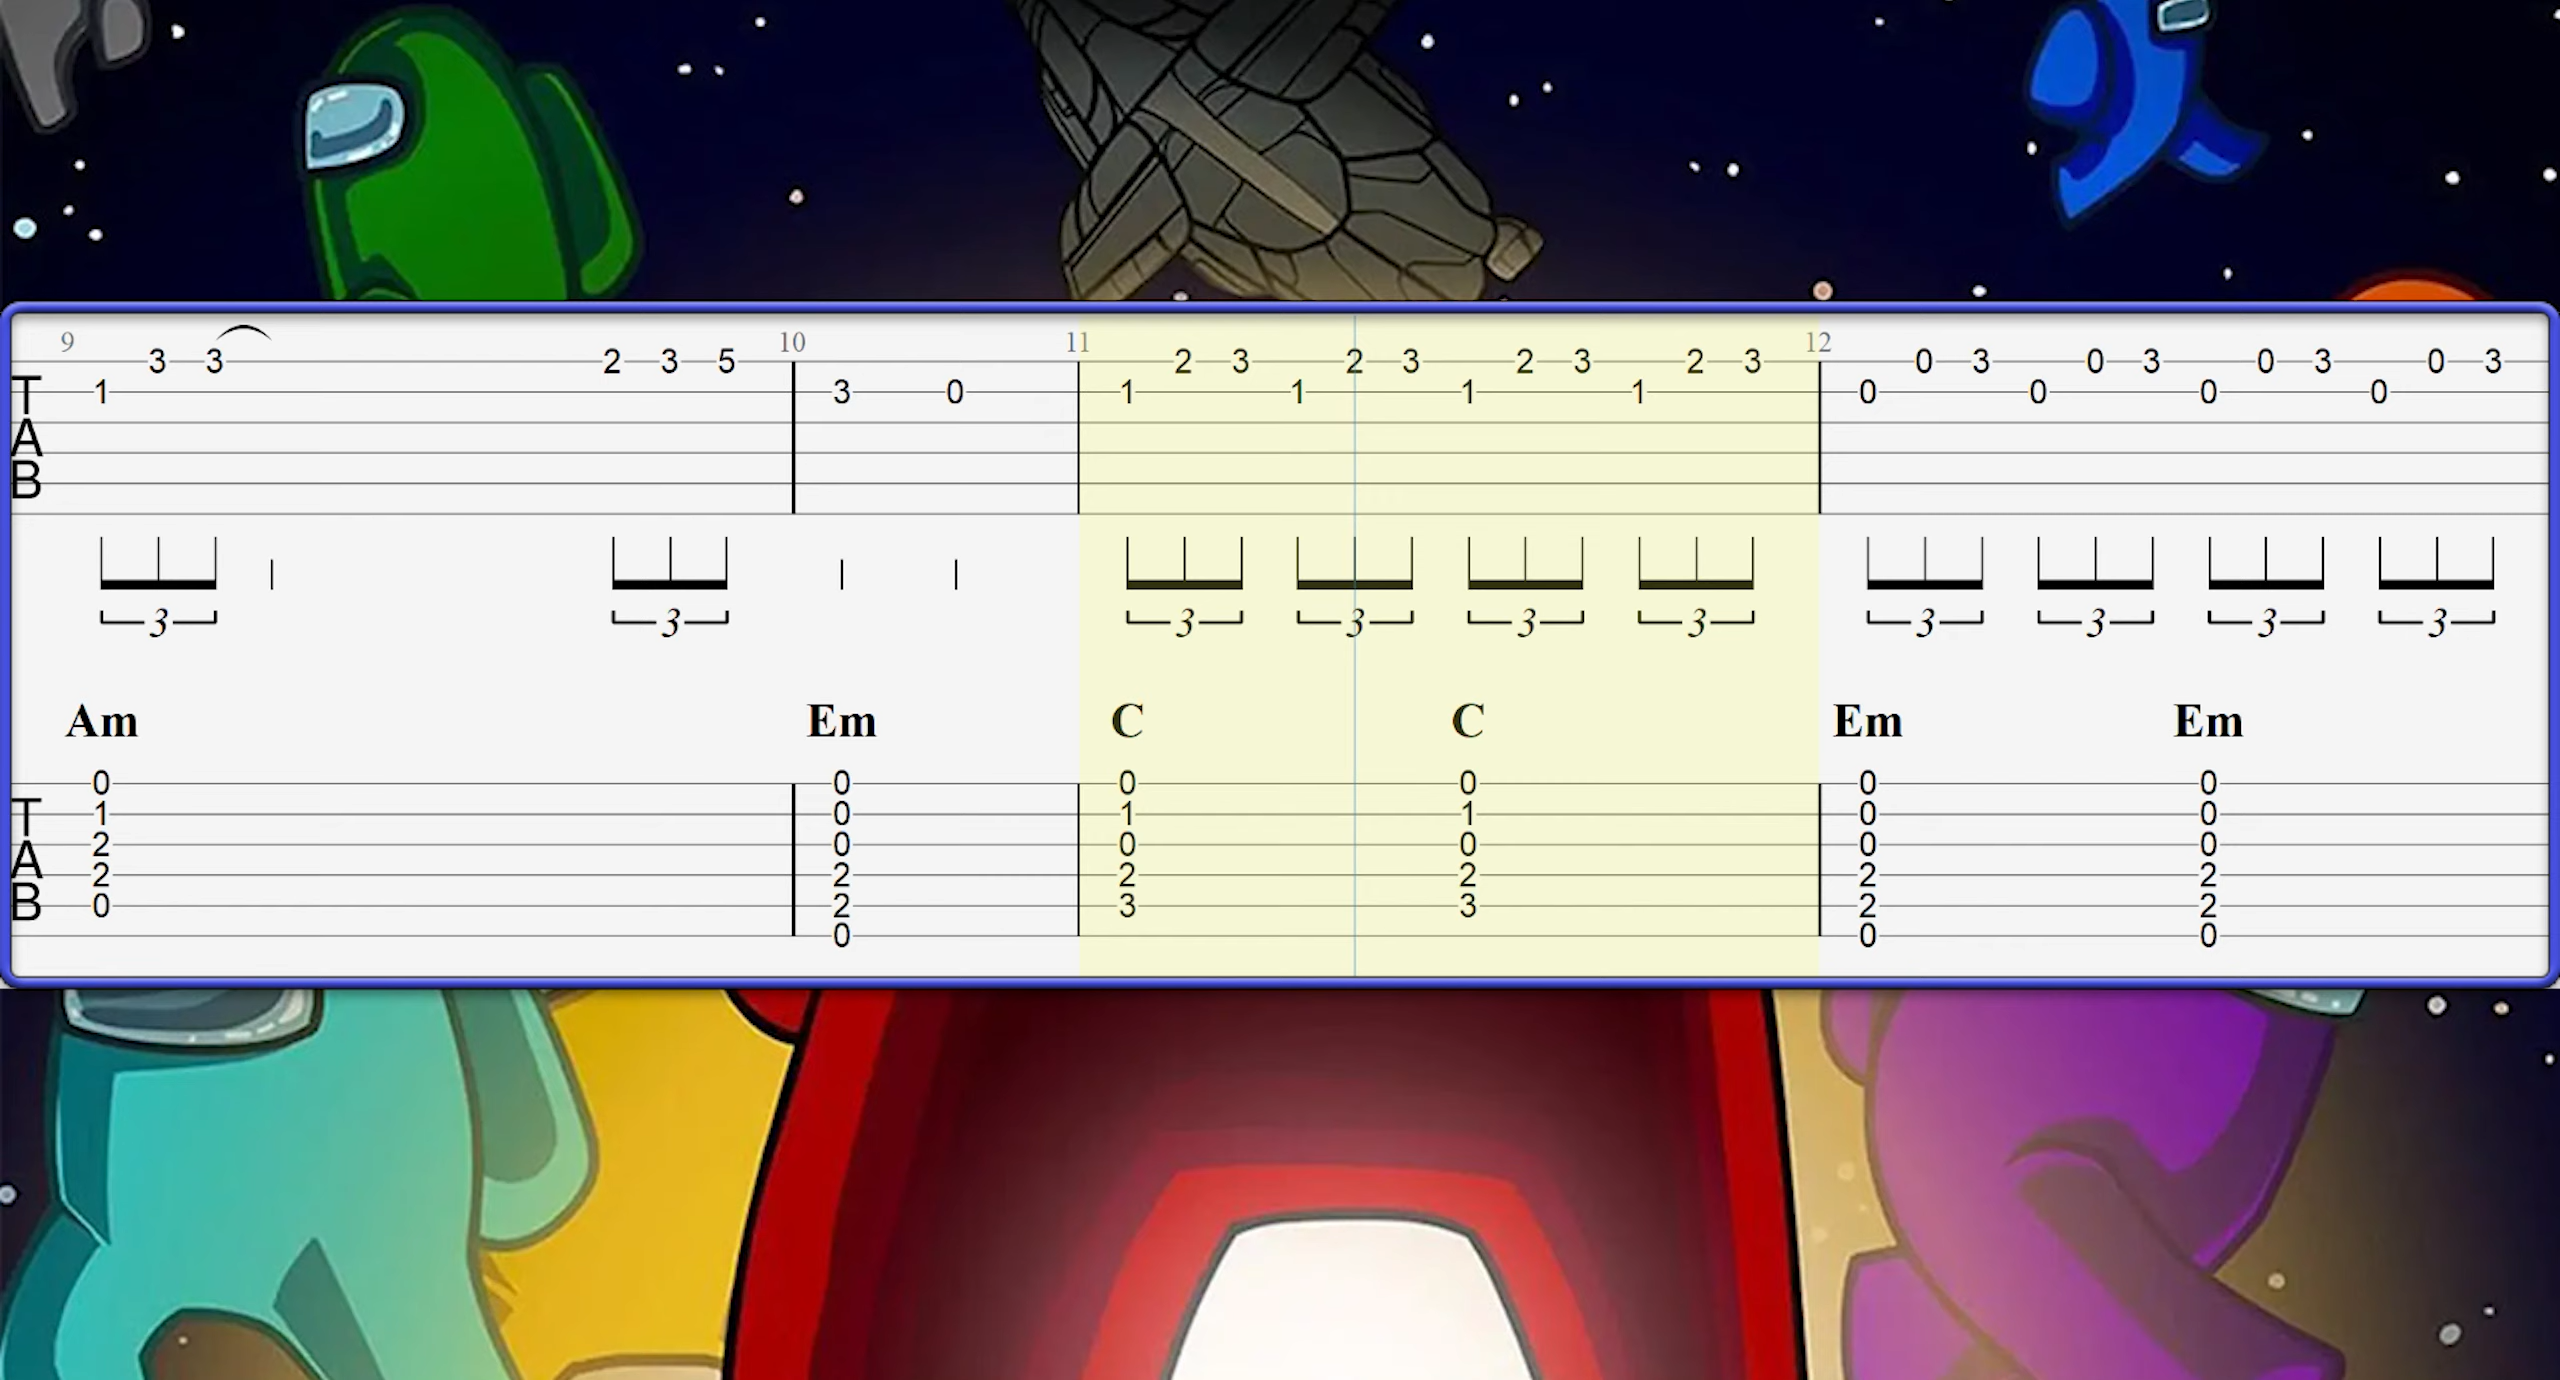 9 10 11 12
3 3 2 3 5 2 3 2 3 2 3 2 3 0 3 0 3 0 3 0 3
T 1 3 0 1 1 1 1 0 0 0 0
A
B
3 3 3 3 3 3 3 3 3 3
Am Em C C Em Em
0 0 0 0 0 0
T 1 0 1 1 0 0
2 0 0 0 0 0
A 2 2 2 2 2 2
B 0 2 3 3 2 2
0 0 0